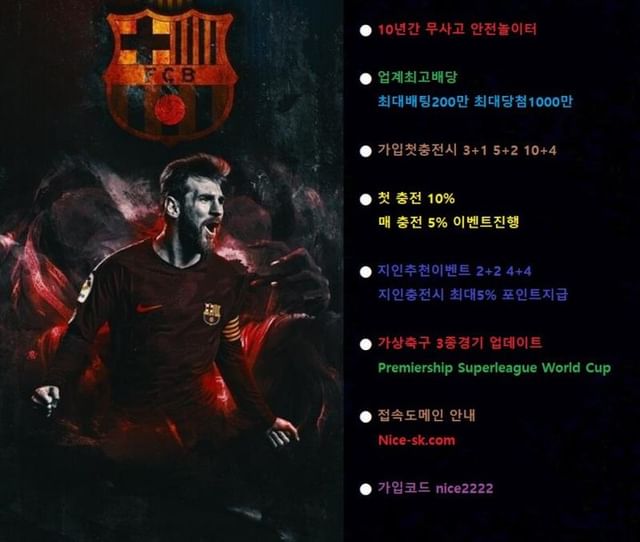 FCB
10년간 무사고 안전놀이터
업계최고배당
최대배팅200만 최대당첨1000만
가입첫충전시 3+1 5+2 10+4
첫 충전 10%
매 충전 5% 이벤트진행
지인추천이벤트 2+2 4+4
지인충전시 최대5% 포인트지급
가상축구 3종경기 업데이트
Premiership Superleague World Cup
접속도메인 안내
Nice-sk.com
가입코드 nice2222